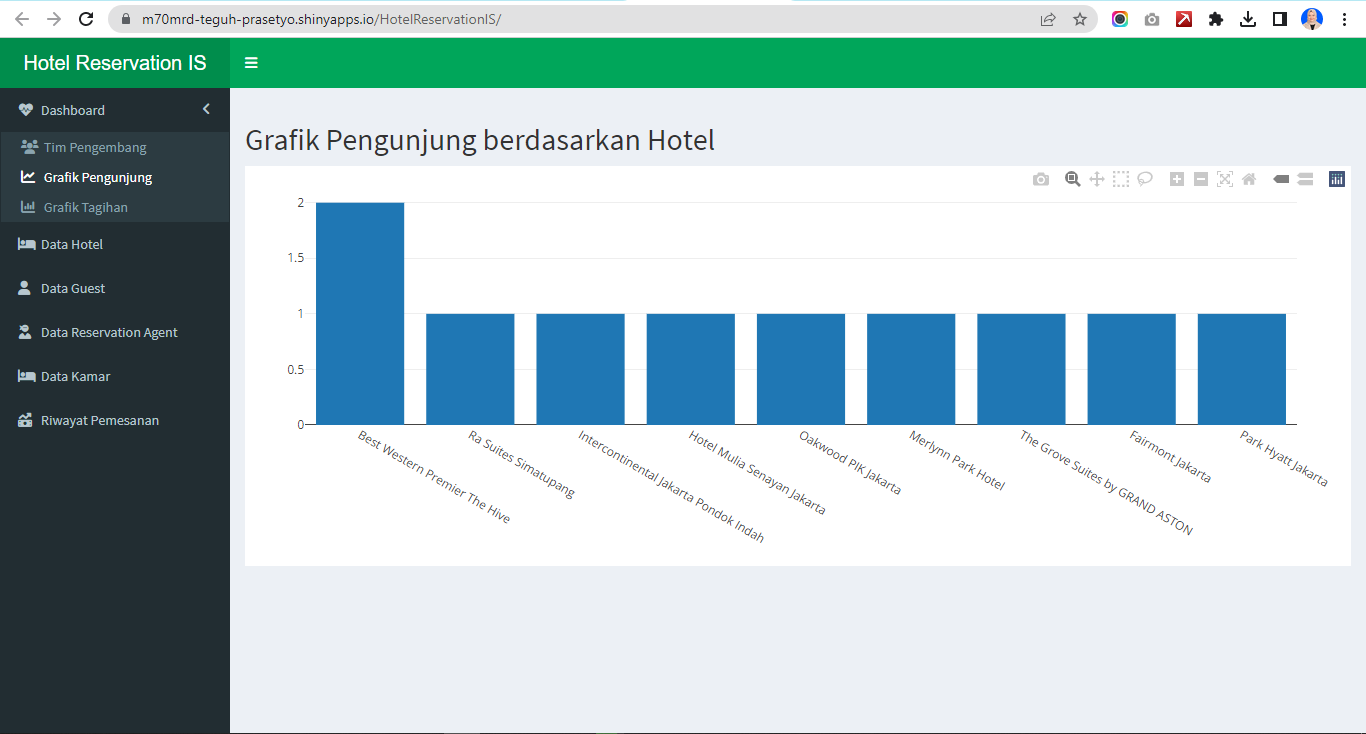 m70mrd-teguh-prasetyo.shinyapps.io/HotelReservationIS/
Hotel Reservation IS
Dashboard
Tim Pengembang
Grafik Pengunjung
Grafik Tagihan
Data Hotel
Data Guest
Data Reservation Agent
Data Kamar
Riwayat Pemesanan
Grafik Pengunjung berdasarkan Hotel
2
1.5
1
0.5
0
Best Western Premier The Hive
Ra Suites Simatupang
Intercontinental Jakarta Pondok Indah
Hotel Mulia Senayan Jakarta
Oakwood PIK Jakarta
Merlynn Park Hotel
The Grove Suites by GRAND ASTON
Fairmont Jakarta
Park Hyatt Jakarta